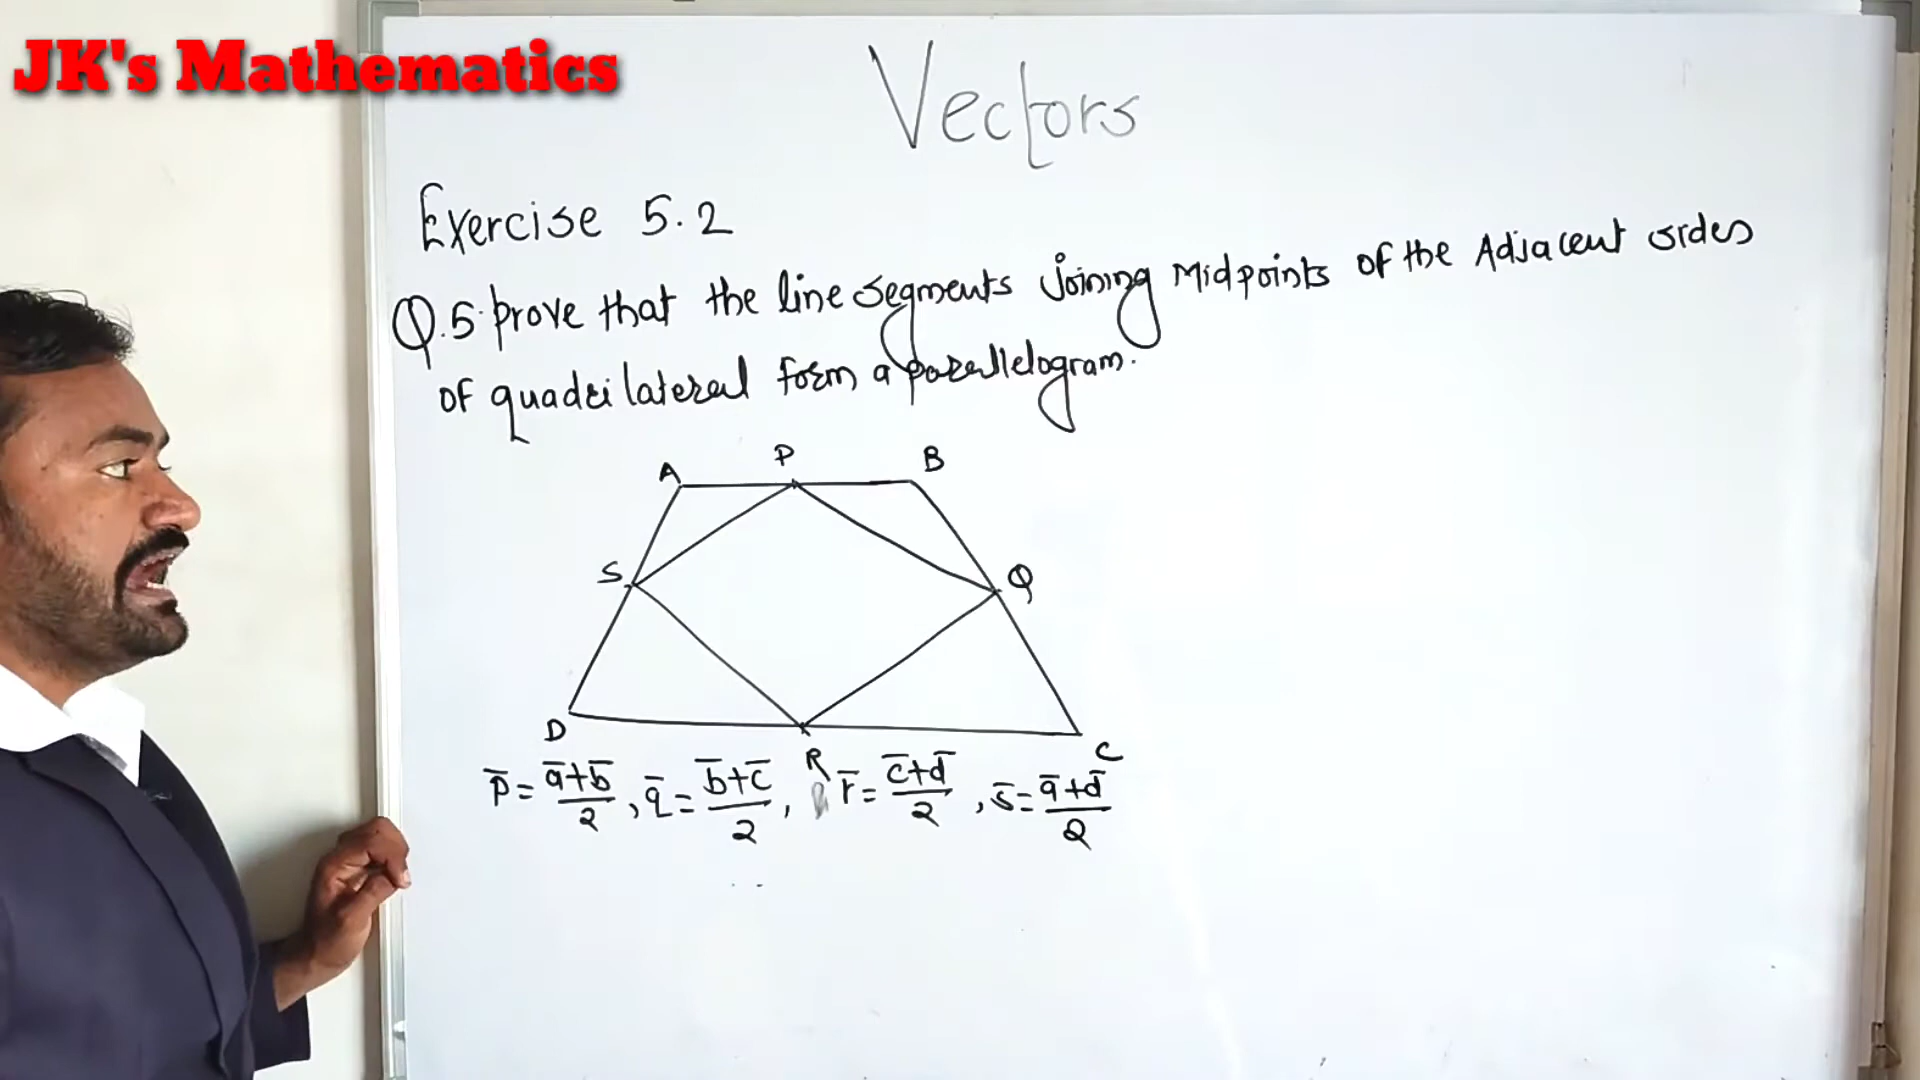 JK's Mathematics
Vectors
Exercise 5.2
Q.5. prove that the line segments joining Midpoints of the Adjacent sides
of quadrilateral form a parallelogram.
A P B
S Q
D R C
p̄ = (ā+b̄)/2, q̄ = (b̄+c̄)/2, r̄ = (c̄+d̄)/2, s̄ = (ā+d̄)/2